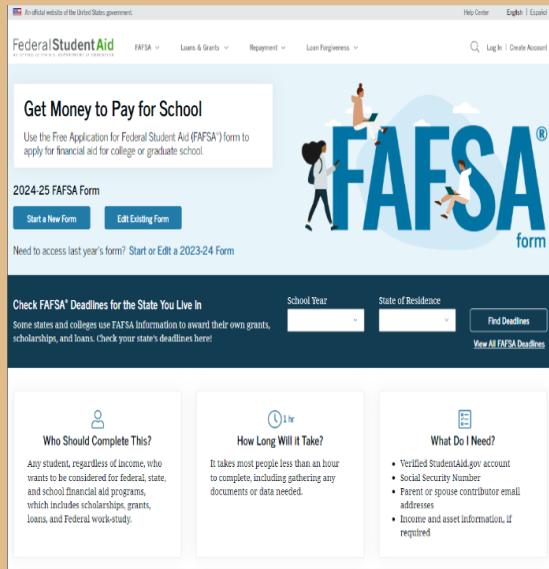 An official website of the United States government.
Help Center English | Español
Federal Student Aid
FAFSA Loans & Grants Repayment Loan Forgiveness
Log In | Create Account
Get Money to Pay for School
Use the Free Application for Federal Student Aid (FAFSA®) form to
apply for financial aid for college or graduate school.
2024-25 FAFSA Form
Start a New Form Edit Existing Form
Need to access last year's form? Start or Edit a 2023-24 Form
FAFSA®
form
Check FAFSA® Deadlines for the State You Live In
Some states and colleges use FAFSA information to award their own grants,
scholarships, and loans. Check your state's deadlines here!
School Year
State of Residence
Find Deadlines
View All FAFSA Deadlines
Who Should Complete This?
Any student, regardless of income, who
wants to be considered for federal, state,
and school financial aid programs,
which includes scholarships, grants,
loans, and Federal work-study.
1 hr
How Long Will it Take?
It takes most people less than an hour
to complete, including gathering any
documents or data needed.
What Do I Need?
• Verified StudentAid.gov account
• Social Security Number
• Parent or spouse contributor email
addresses
• Income and asset information, if
required